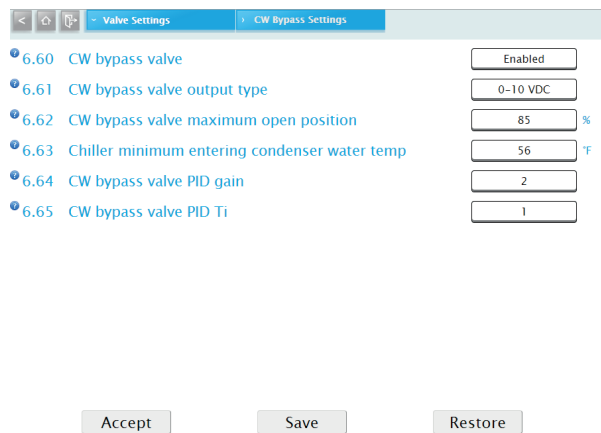 < Valve Settings › CW Bypass Settings
? 6.60 CW bypass valve Enabled
? 6.61 CW bypass valve output type 0-10 VDC
? 6.62 CW bypass valve maximum open position 85 %
? 6.63 Chiller minimum entering condenser water temp 56 °F
? 6.64 CW bypass valve PID gain 2
? 6.65 CW bypass valve PID Ti 1
Accept Save Restore